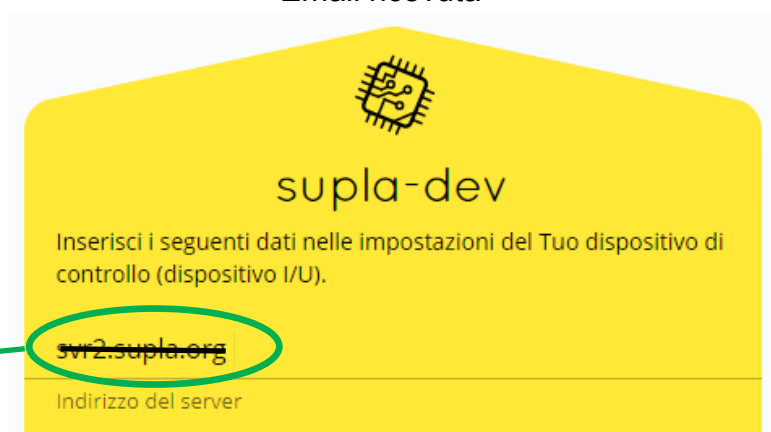 supla-dev
Inserisci i seguenti dati nelle impostazioni del Tuo dispositivo di
controllo (dispositivo I/U).
svr2.supla.org
Indirizzo del server